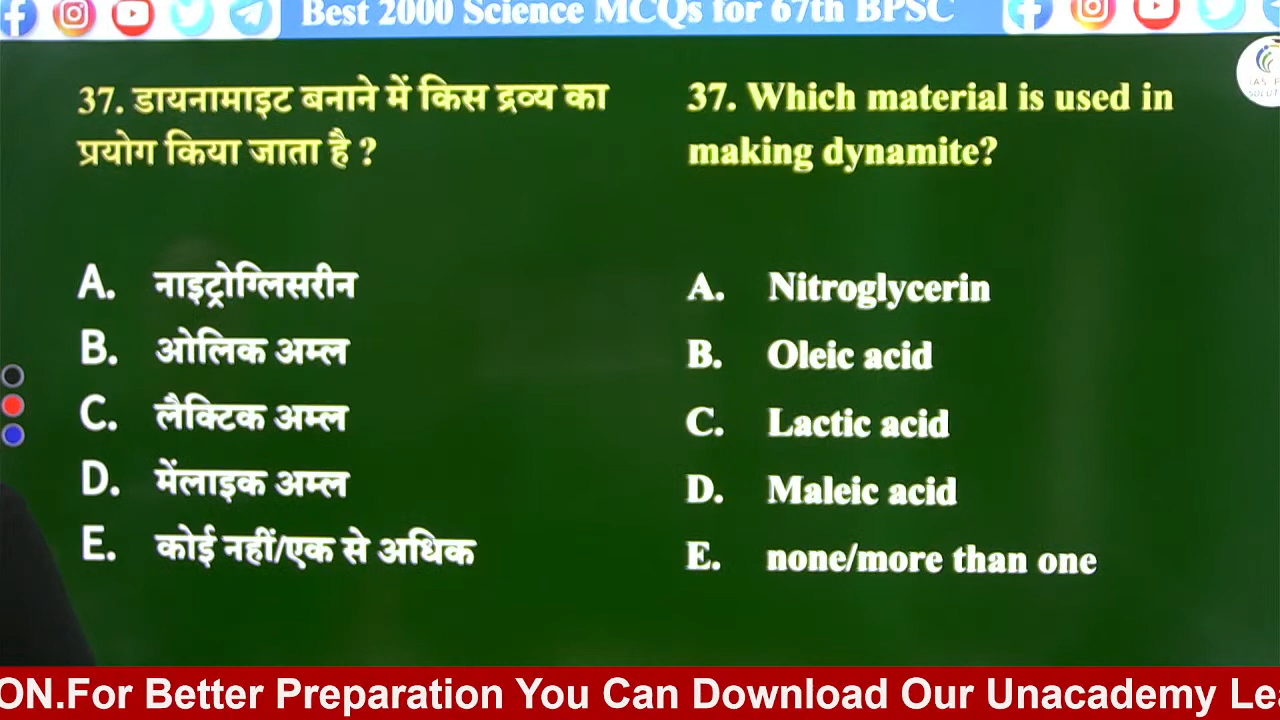 Best 2000 Science MCQs for 67th BPSC
37. डायनामाइट बनाने में किस द्रव्य का
प्रयोग किया जाता है ?
A. नाइट्रोग्लिसरीन
B. ओलिक अम्ल
C. लैक्टिक अम्ल
D. मेंलाइक अम्ल
E. कोई नहीं/एक से अधिक
37. Which material is used in
making dynamite?
A. Nitroglycerin
B. Oleic acid
C. Lactic acid
D. Maleic acid
E. none/more than one
ON.For Better Preparation You Can Download Our Unacademy Le